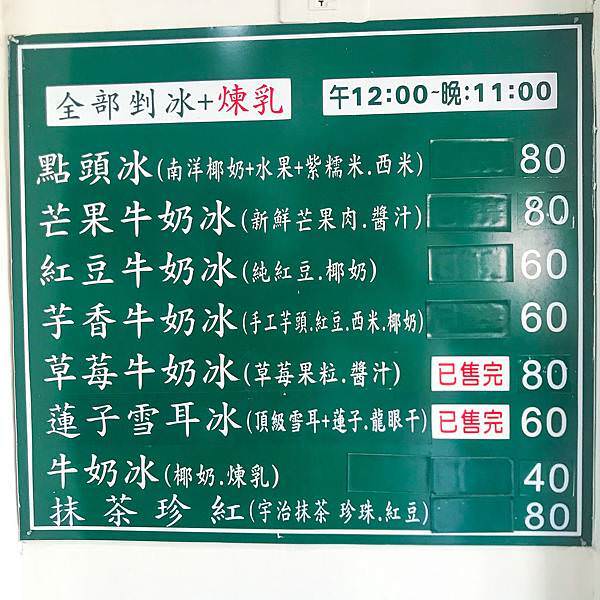 全部剉冰+煉乳 午12:00~晚:11:00
點頭冰(南洋椰奶+水果+紫糯米.西米) 80
芒果牛奶冰(新鮮芒果肉.醬汁) 80
紅豆牛奶冰(純紅豆.椰奶) 60
芋香牛奶冰(手工芋頭.紅豆.西米.椰奶) 60
草莓牛奶冰(草莓果粒.醬汁) 已售完 80
蓮子雪耳冰(頂級雪耳+蓮子.龍眼干) 已售完 60
牛奶冰(椰奶.煉乳) 40
抹茶珍紅(宇治抹茶 珍珠.紅豆) 80